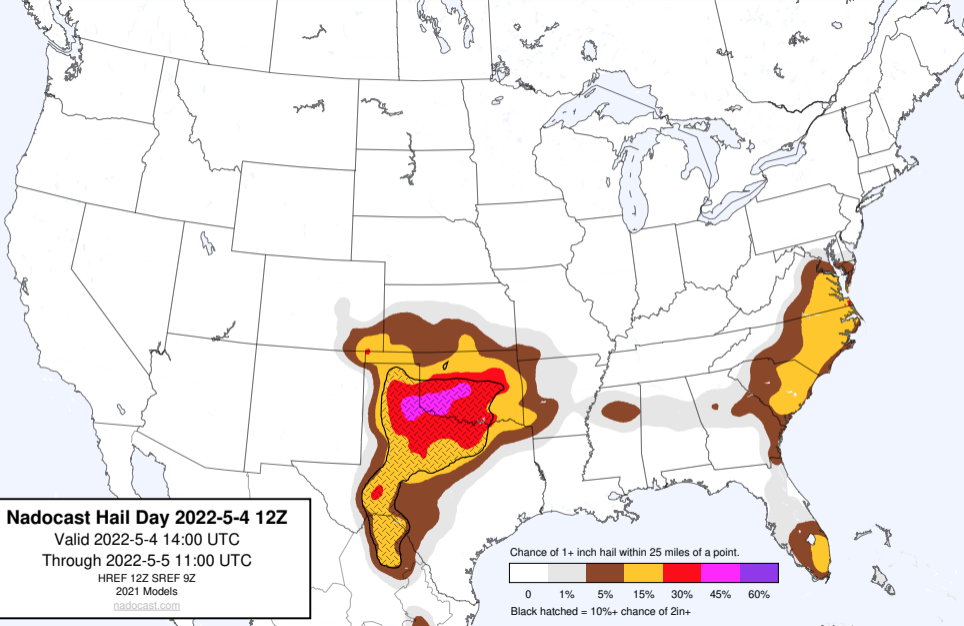 Nadocast Hail Day 2022-5-4 12Z
Valid 2022-5-4 14:00 UTC
Through 2022-5-5 11:00 UTC
HREF 12Z SREF 9Z
2021 Models
nadocast.com
Chance of 1+ inch hail within 25 miles of a point.
0 1% 5% 15% 30% 45% 60%
Black hatched = 10%+ chance of 2in+